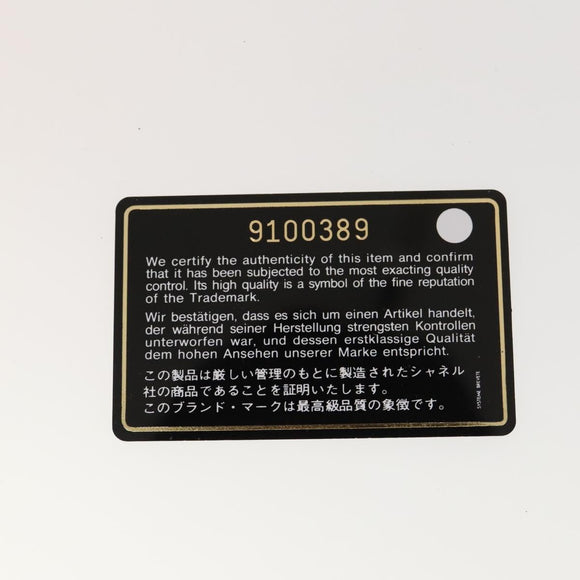 9100389
We certify the authenticity of this item and confirm
that it has been subjected to the most exacting quality
control. Its high quality is a symbol of the fine reputation
of the Trademark.
Wir bestätigen, dass es sich um einen Artikel handelt,
der während seiner Herstellung strengsten Kontrollen
unterworfen war, und dessen erstklassige Qualität
dem hohen Ansehen unserer Marke entspricht.
この製品は厳しい管理のもとに製造されたシャネル
社の商品であることを証明いたします。
このブランド・マークは最高級品質の象徴です。
SYSTEME BREVETE